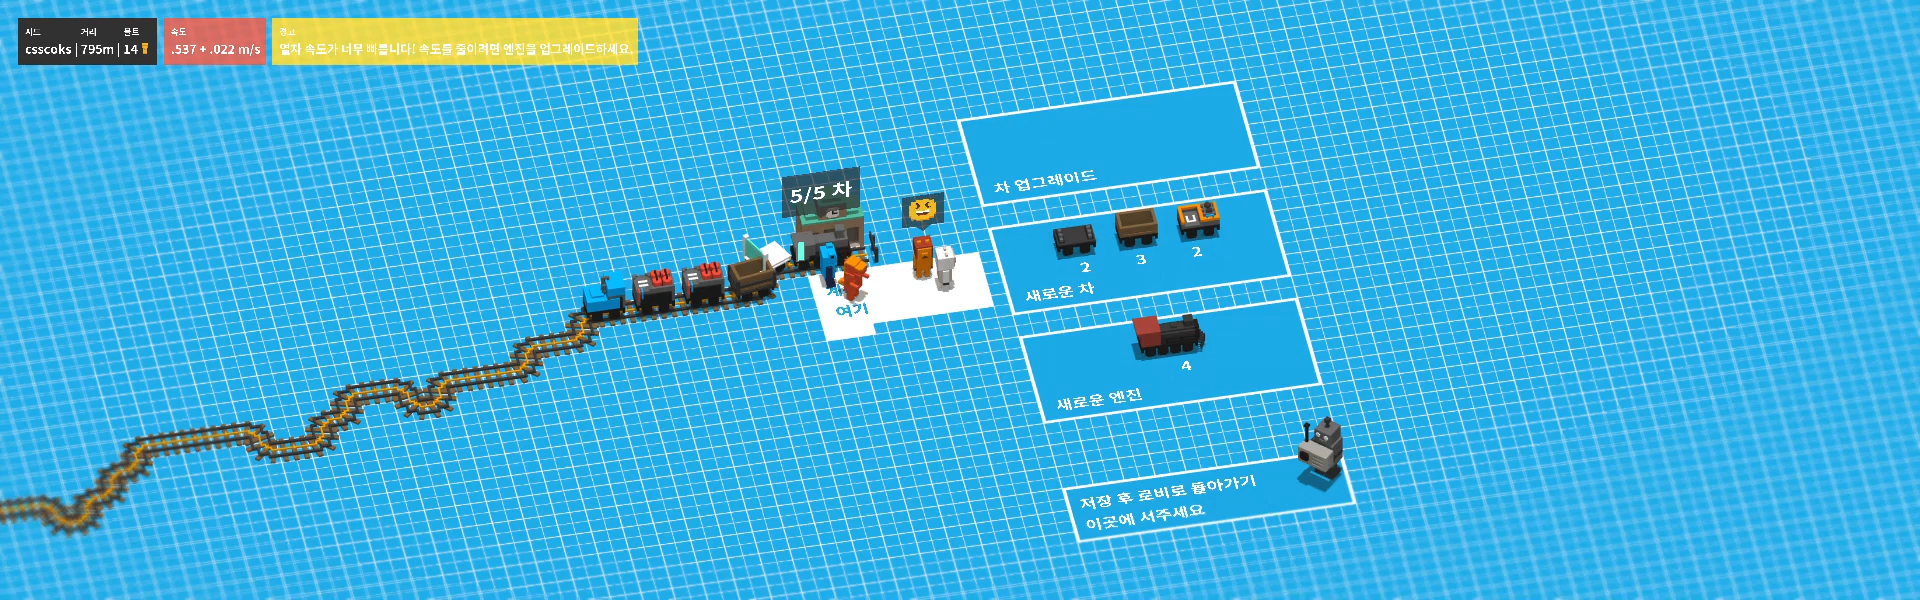 시드
csscoks
거리
795m
볼트
14
속도
.537 + .022 m/s
경고
열차 속도가 너무 빠릅니다! 속도를 줄이려면 엔진을 업그레이드하세요.
5/5 차
여기
차 업그레이드
2
3
2
새로운 차
4
새로운 엔진
저장 후 로비로 돌아가기
이곳에 서주세요